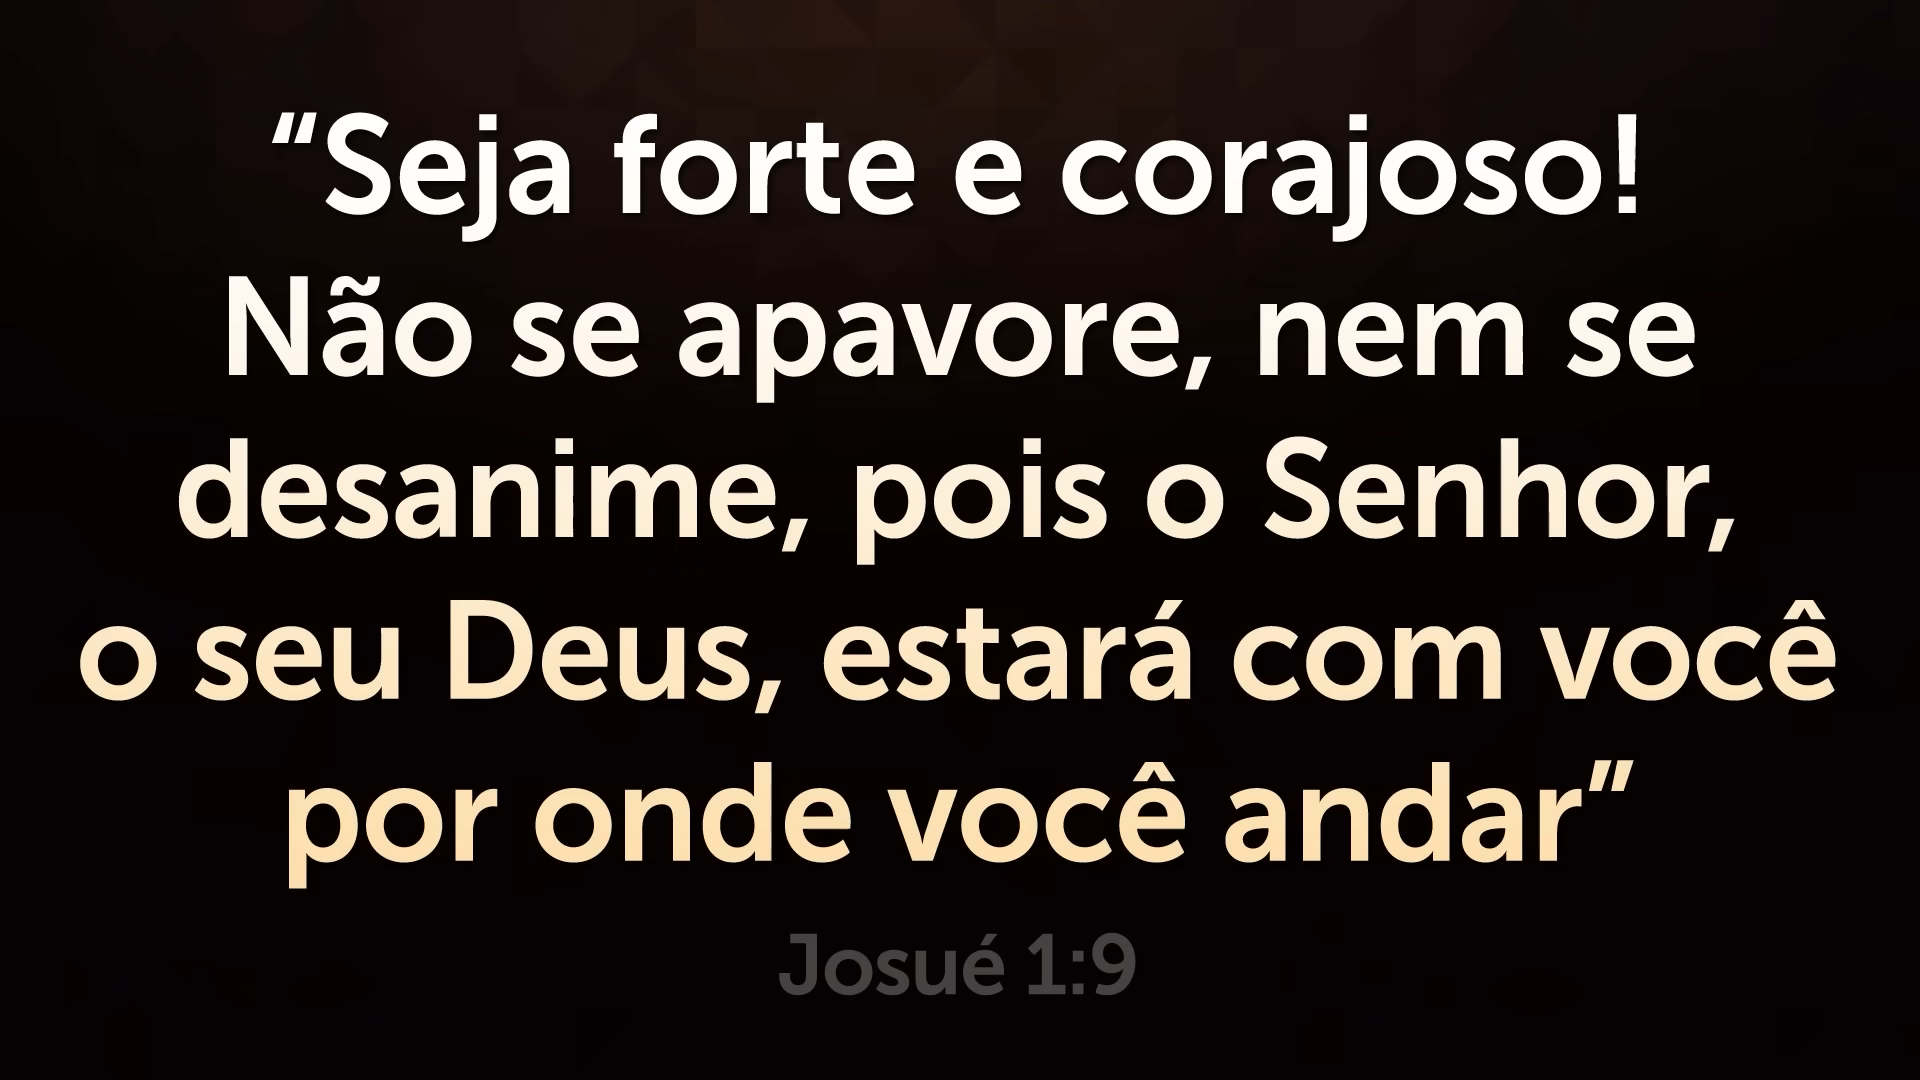 “Seja forte e corajoso!
Não se apavore, nem se
desanime, pois o Senhor,
o seu Deus, estará com você
por onde você andar”
Josué 1:9